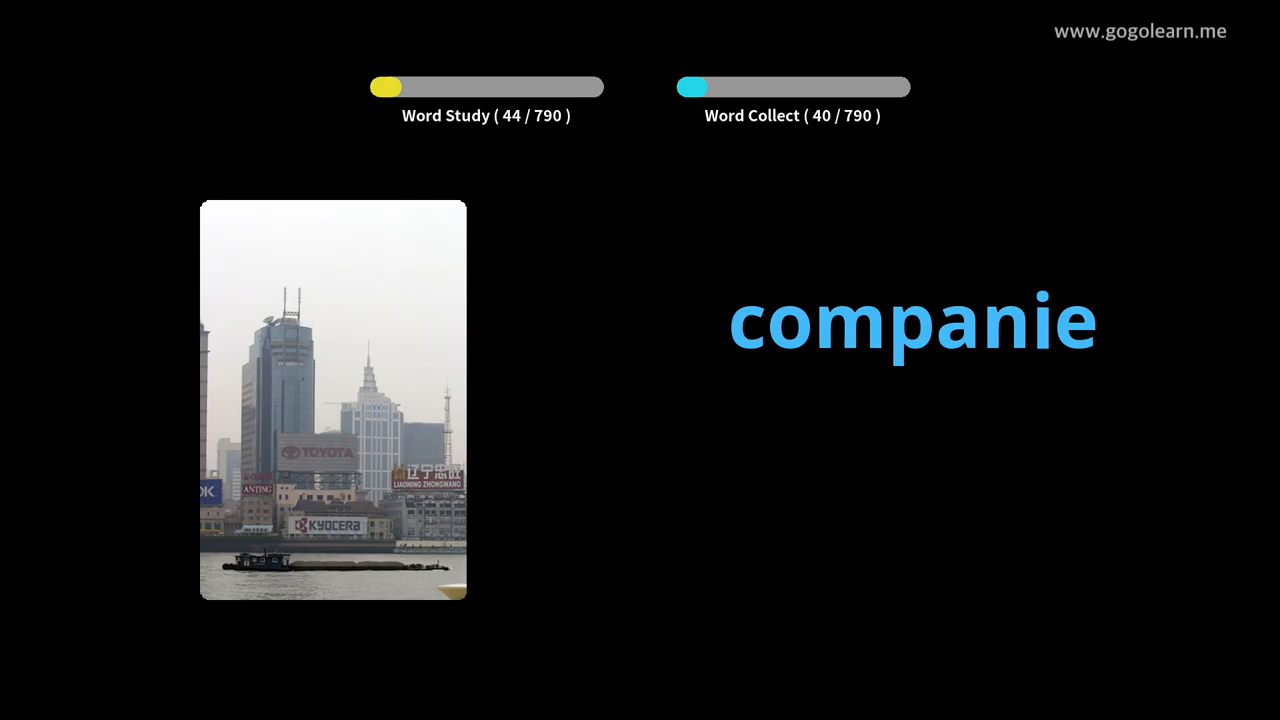 www.gogolearn.me
Word Study ( 44 / 790 )
Word Collect ( 40 / 790 )
companie
TOYOTA
辽宁忠旺
LIAONING ZHONGWANG
OK
ANTING
KYOCERA